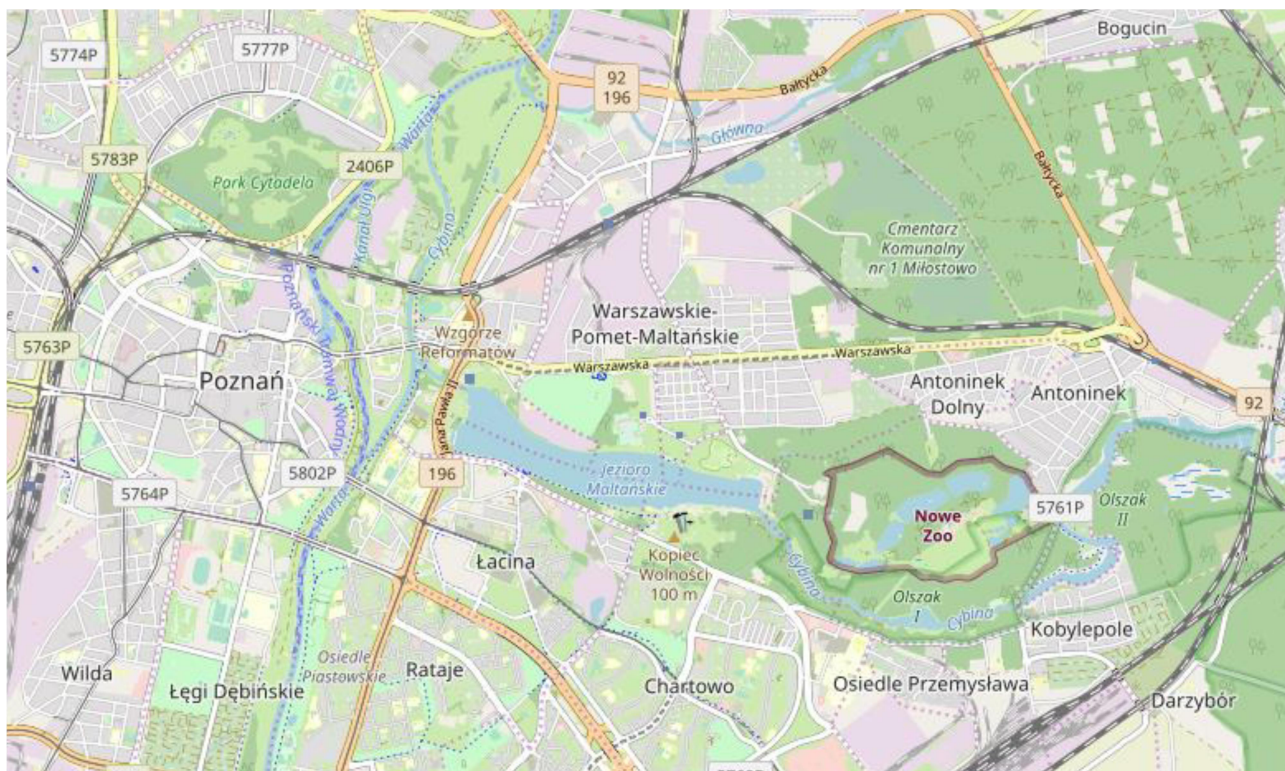 Bogucin
5774P
5777P
92
196
Bałtycka
Główna
5783P
2406P
Warta
Bałtycka
Park Cytadela
Kanał Ulgi
Cybina
Cmentarz
Komunalny
nr 1 Miłostowo
Poznański Tramwaj Wodny
Warszawskie-
Pomet-Maltańskie
Wzgórze
Reformatów
5763P
Warszawska
Warszawska
Poznań
Antoninek
Dolny
Antoninek
92
Jana Pawła II
5802P
196
Jezioro
Maltańskie
5764P
Warta
Nowe
Zoo
5761P
Olszak
II
Łacina
Kopiec
Wolności
100 m
Cybina
Olszak
I
Cybina
Kobylepole
Wilda
Łęgi Dębińskie
Osiedle
Piastowskie
Rataje
Chartowo
Osiedle Przemysława
Darzybór